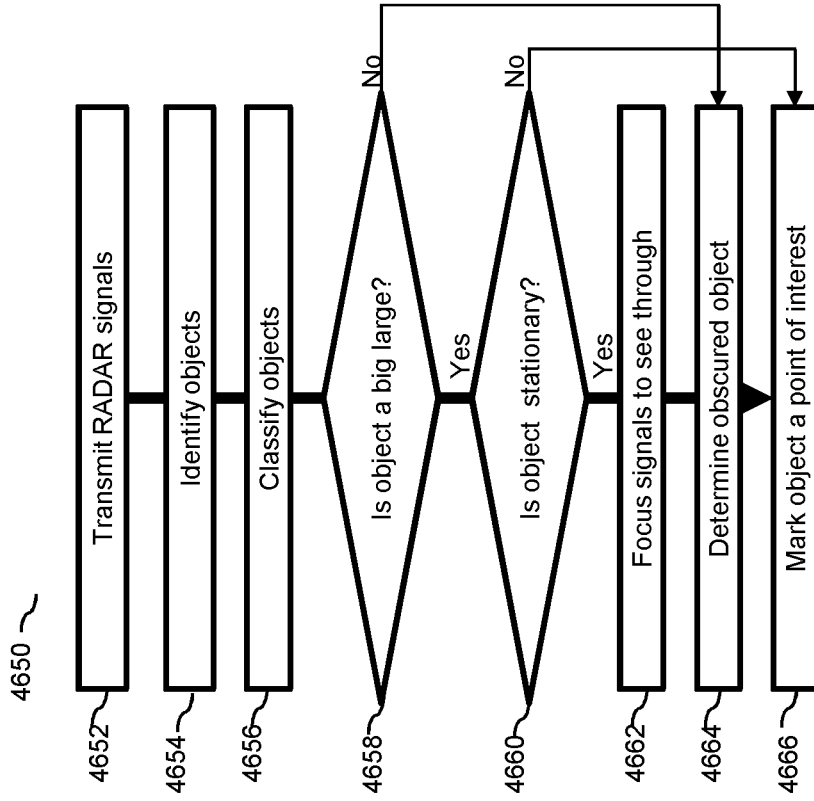 4650
4652
Transmit RADAR signals
4654
Identify objects
4656
Classify objects
4658
Is object a big large?
No
Yes
4660
Is object stationary?
No
Yes
4662
Focus signals to see through
4664
Determine obscured object
4666
Mark object a point of interest